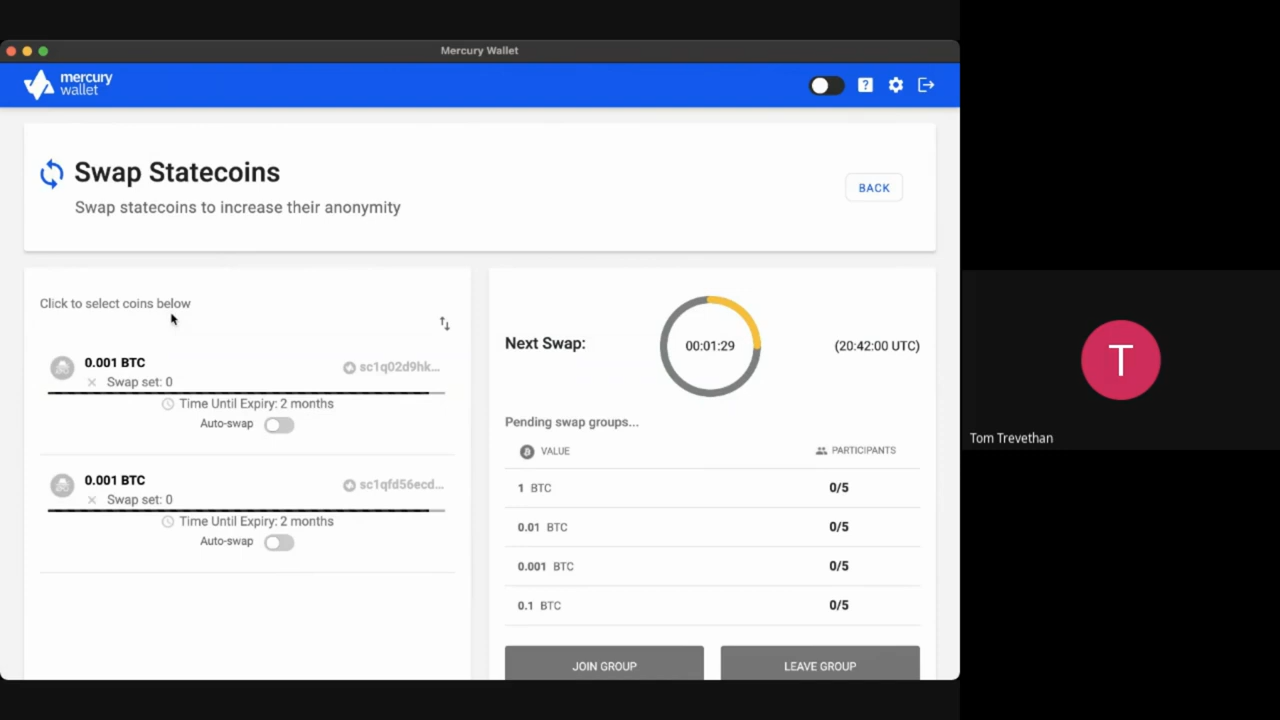 Mercury Wallet
mercury
wallet
?
Swap Statecoins
Swap statecoins to increase their anonymity
BACK
Click to select coins below
0.001 BTC
sc1q02d9hk...
Swap set: 0
Time Until Expiry: 2 months
Auto-swap
0.001 BTC
sc1qfd56ecd...
Swap set: 0
Time Until Expiry: 2 months
Auto-swap
Next Swap:
00:01:29
(20:42:00 UTC)
Pending swap groups...
VALUE
PARTICIPANTS
1 BTC
0/5
0.01 BTC
0/5
0.001 BTC
0/5
0.1 BTC
0/5
JOIN GROUP
LEAVE GROUP
T
Tom Trevethan